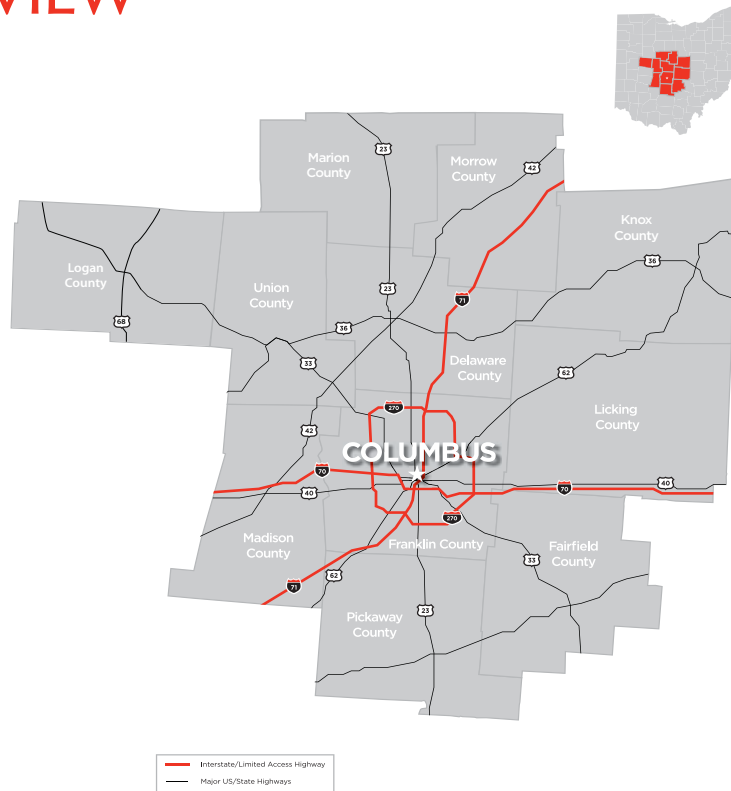 VIEW
Marion
County
23
Morrow
County
42
Knox
County
36
Logan
County
68
Union
County
23
71
36
33
Delaware
County
62
270
Licking
County
42
COLUMBUS
70
40
70
40
270
Madison
County
Franklin County
Fairfield
County
33
62
71
23
Pickaway
County
Interstate/Limited Access Highway
Major US/State Highways